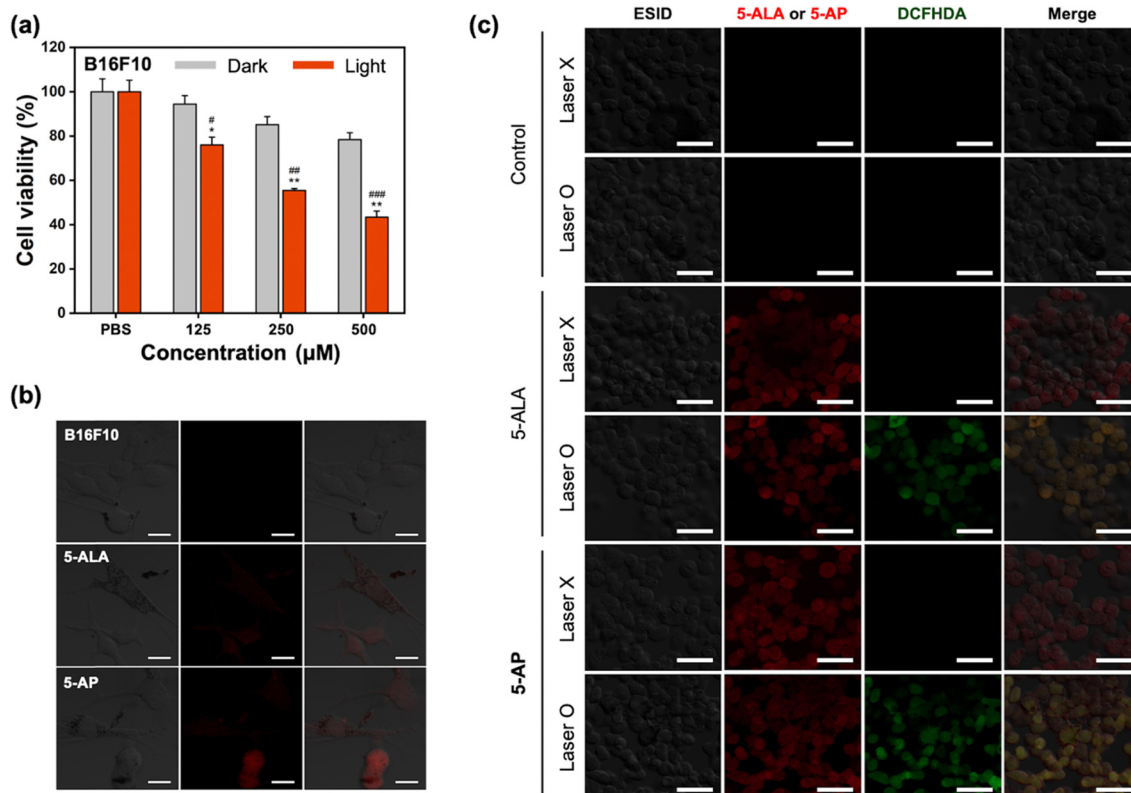 (a)
B16F10
Dark
Light
120
100
80
60
40
20
0
Cell viability (%)
#
*
##
**
###
**
PBS
125
250
500
Concentration (µM)
(b)
B16F10
5-ALA
5-AP
(c)
ESID
5-ALA or 5-AP
DCFHDA
Merge
Control
Laser X
Laser O
5-ALA
Laser X
Laser O
5-AP
Laser X
Laser O